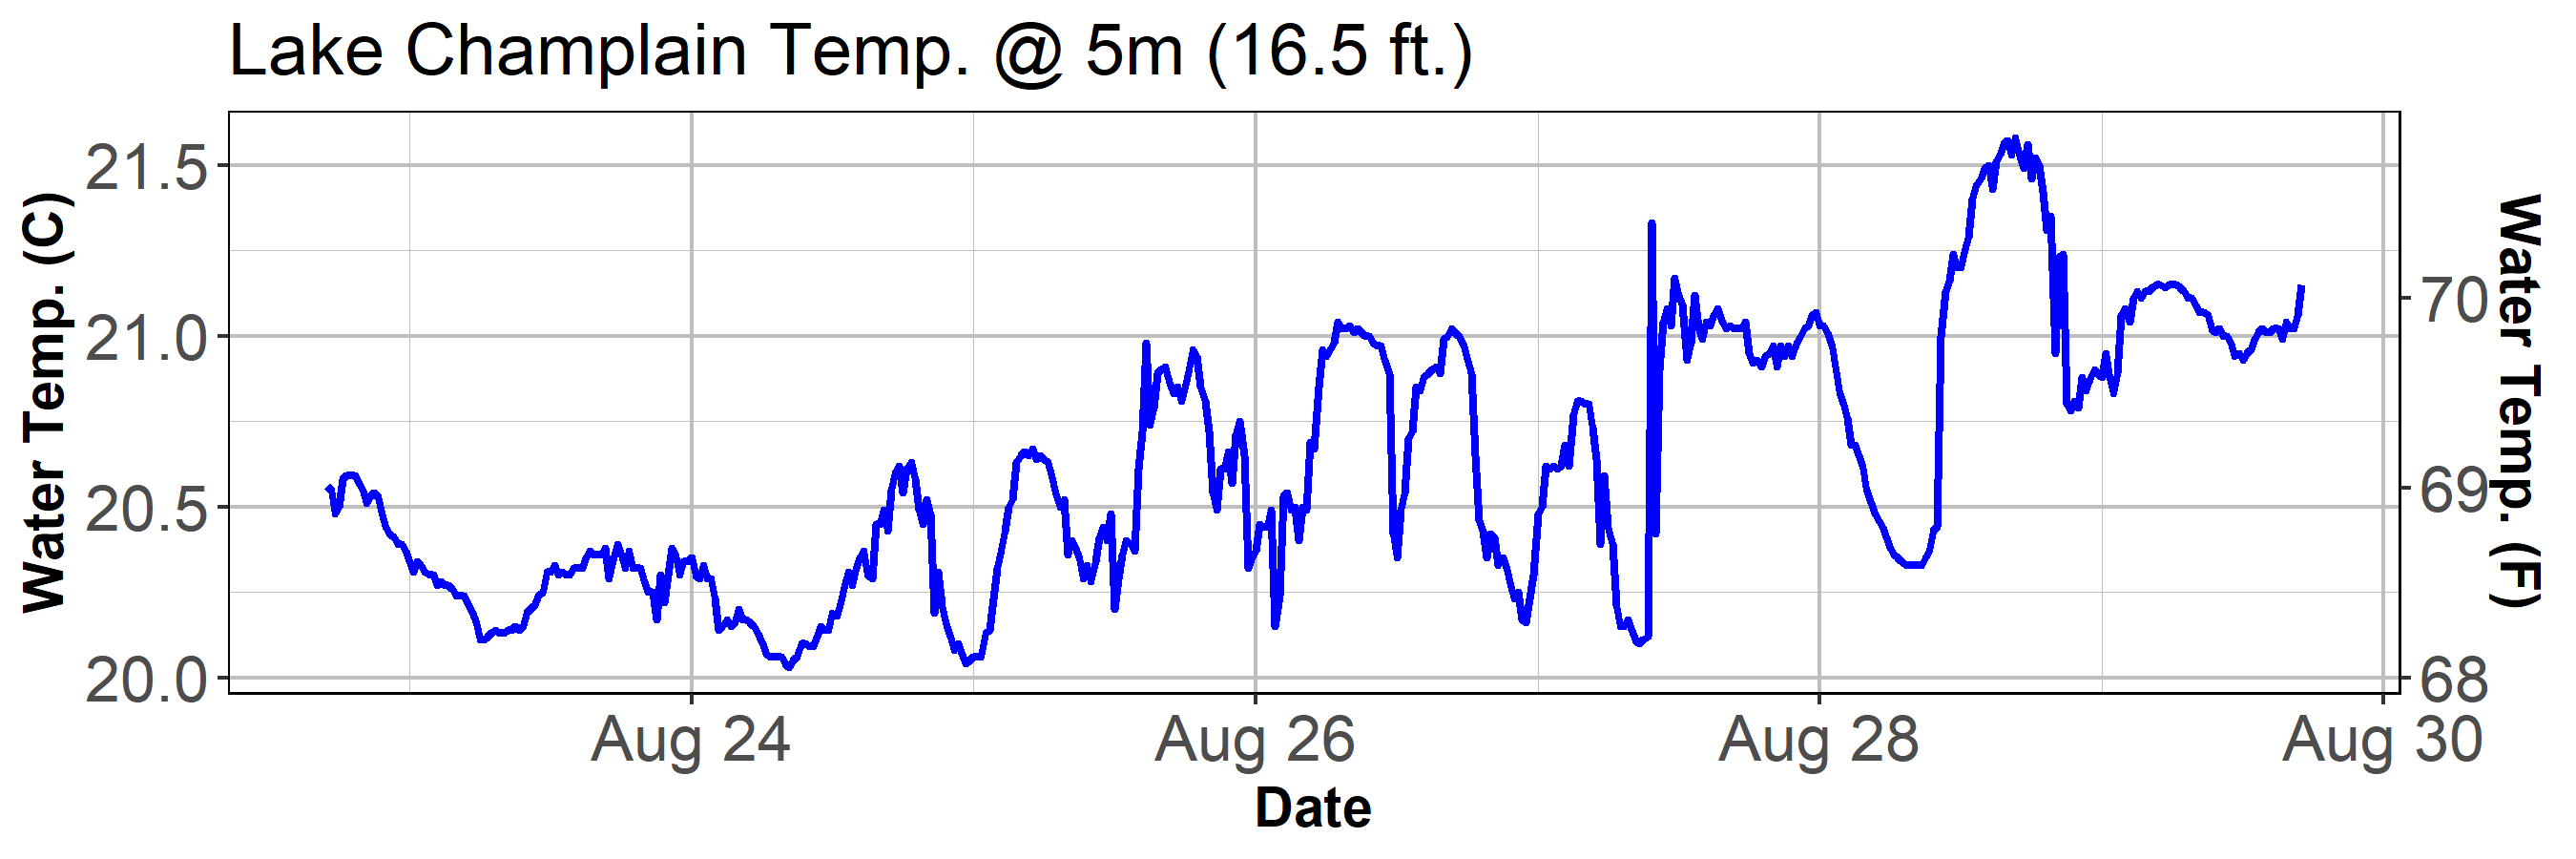 Lake Champlain Temp. @ 5m (16.5 ft.)
Water Temp. (C)
21.5
21.0
20.5
20.0
Water Temp. (F)
70
69
68
Aug 24 Aug 26 Aug 28 Aug 30
Date